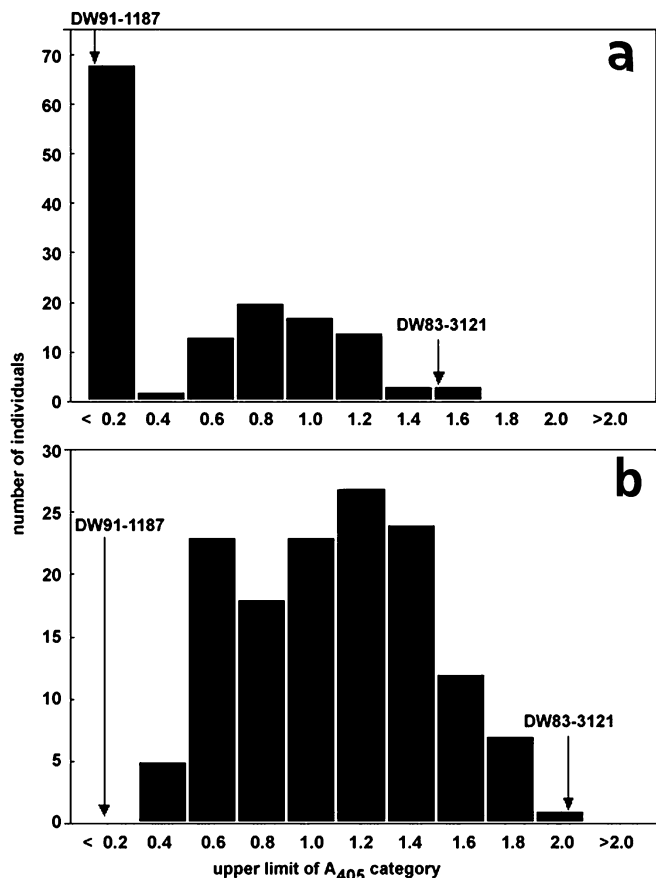 DW91-1187
a
70
60
50
40
30
20
10
0
DW83-3121
< 0.2 0.4 0.6 0.8 1.0 1.2 1.4 1.6 1.8 2.0 >2.0
number of individuals
b
30
25
20
15
10
5
0
DW91-1187
DW83-3121
< 0.2 0.4 0.6 0.8 1.0 1.2 1.4 1.6 1.8 2.0 >2.0
upper limit of A405 category